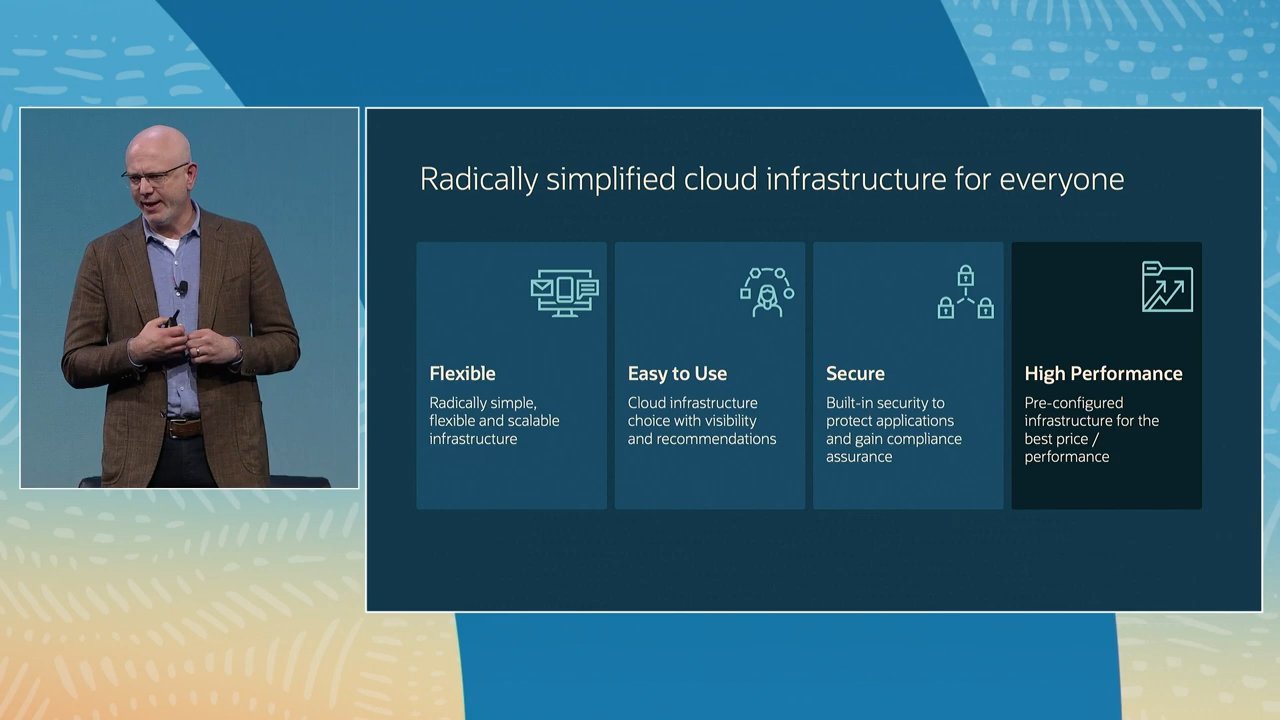 Radically simplified cloud infrastructure for everyone
Flexible
Radically simple,
flexible and scalable
infrastructure
Easy to Use
Cloud infrastructure
choice with visibility
and recommendations
Secure
Built-in security to
protect applications
and gain compliance
assurance
High Performance
Pre-configured
infrastructure for the
best price /
performance